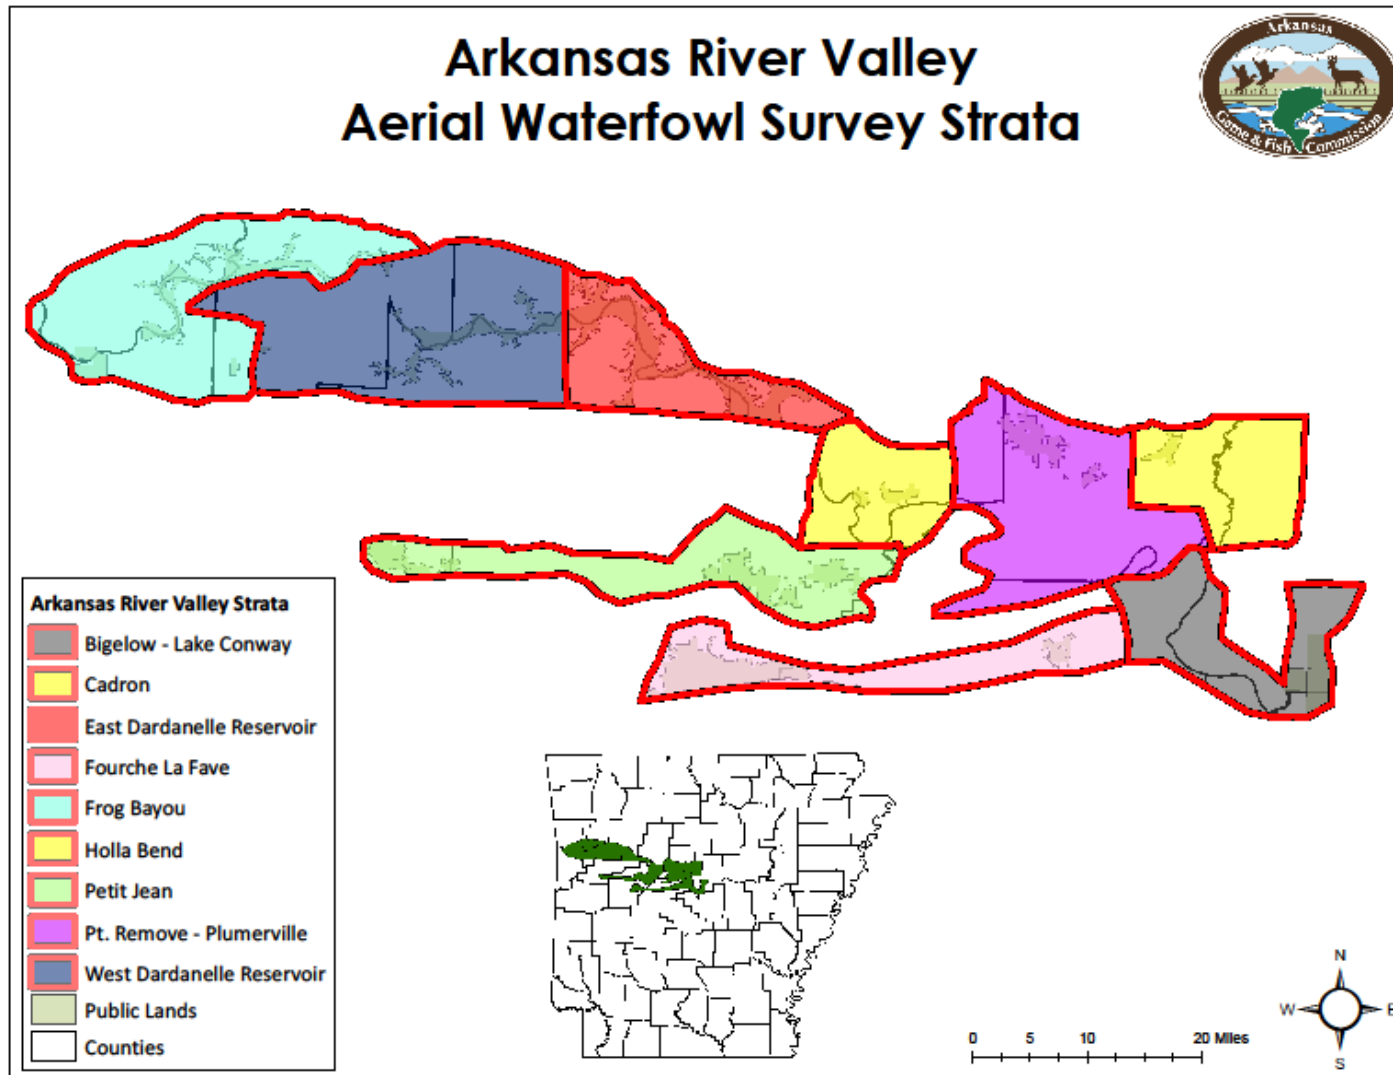 Arkansas River Valley
Aerial Waterfowl Survey Strata
Arkansas
Game & Fish Commission
Arkansas River Valley Strata
Bigelow - Lake Conway
Cadron
East Dardanelle Reservoir
Fourche La Fave
Frog Bayou
Holla Bend
Petit Jean
Pt. Remove - Plumerville
West Dardanelle Reservoir
Public Lands
Counties
N
W
E
S
0 5 10 20 Miles